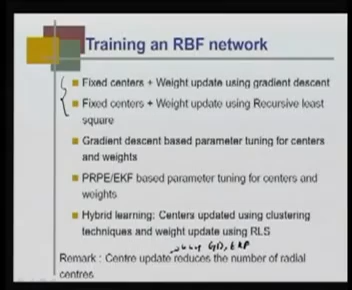 Training an RBF network
Fixed centers + Weight update using gradient descent
Fixed centers + Weight update using Recursive least
square
Gradient descent based parameter tuning for centers
and weights
PRPE/EKF based parameter tuning for centers and
weights
Hybrid learning: Centers updated using clustering
techniques and weight update using RLS
using GD, EKF
Remark : Centre update reduces the number of radial
centres